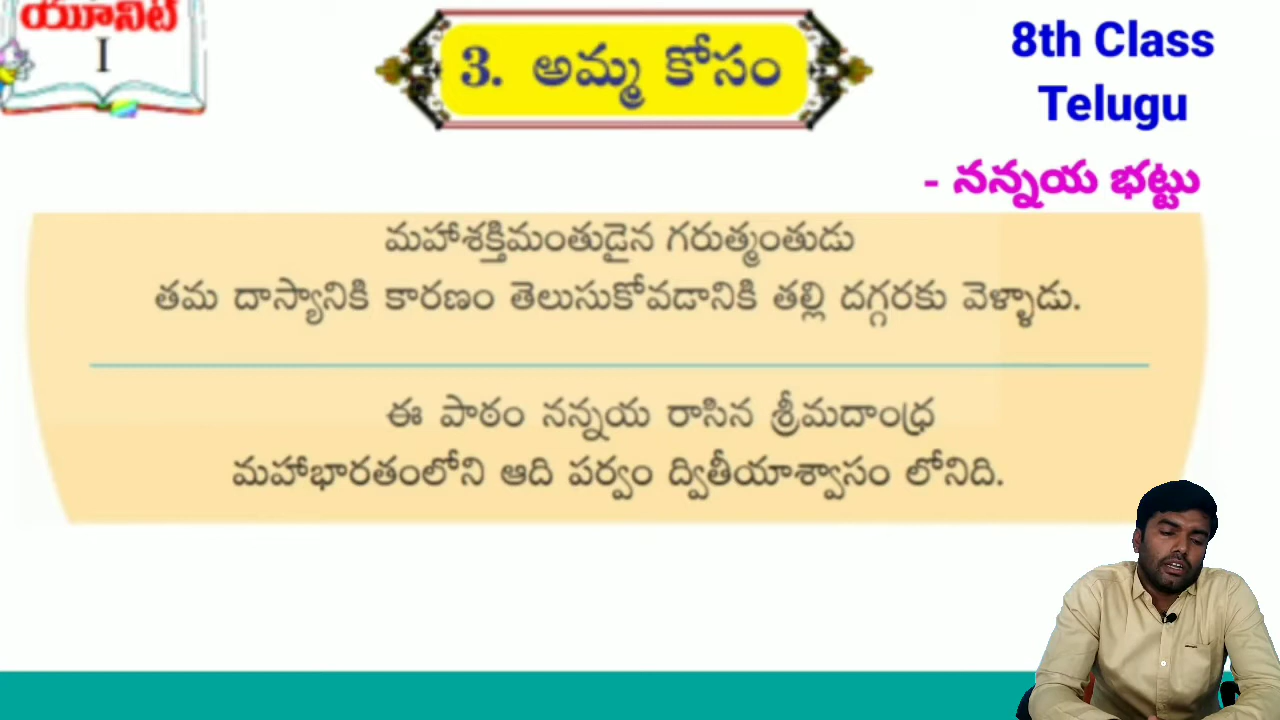 యూనిట్
I
3. అమ్మ కోసం
8th Class
Telugu
- నన్నయ భట్టు
మహాశక్తిమంతుడైన గరుత్మంతుడు
తమ దాస్యానికి కారణం తెలుసుకోవడానికి తల్లి దగ్గరకు వెళ్ళాడు.
ఈ పాఠం నన్నయ రాసిన శ్రీమదాంధ్ర
మహాభారతంలోని ఆది పర్వం ద్వితీయాశ్వాసం లోనిది.